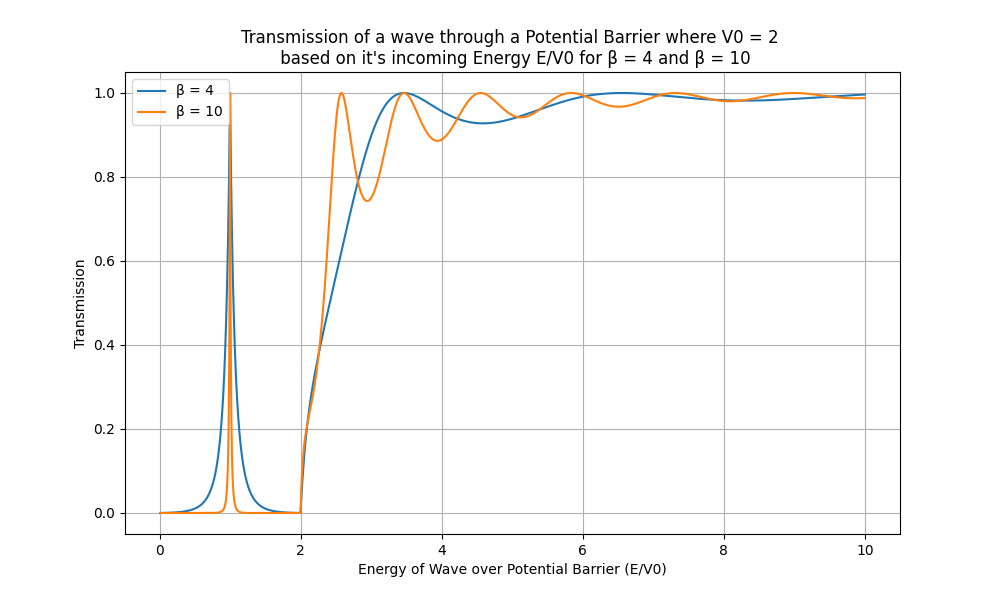 Transmission of a wave through a Potential Barrier where V0 = 2
based on it's incoming Energy E/V0 for β = 4 and β = 10
β = 4
β = 10
1.0
0.8
0.6
0.4
0.2
0.0
Transmission
0 2 4 6 8 10
Energy of Wave over Potential Barrier (E/V0)